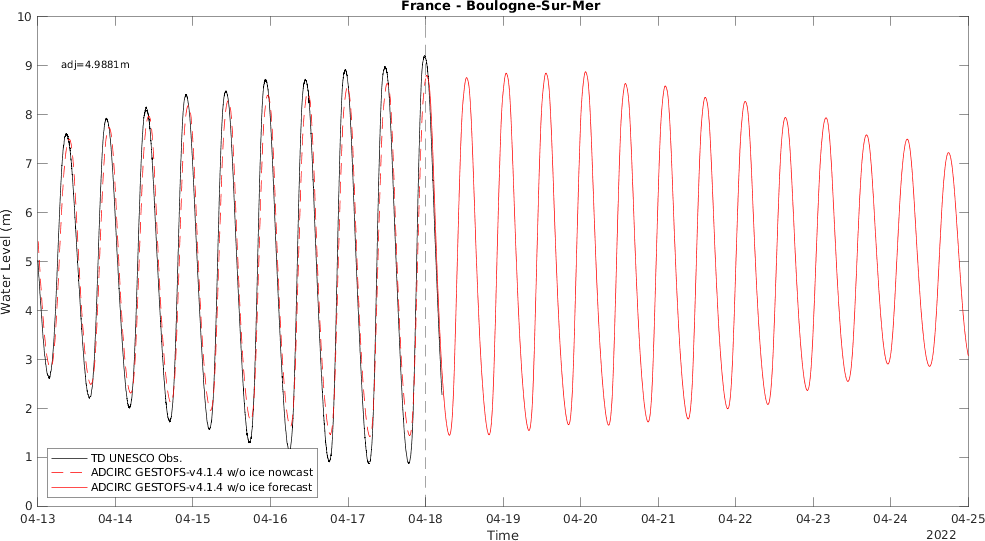 France - Boulogne-Sur-Mer
adj=4.9881m
Water Level (m)
10
9
8
7
6
5
4
3
2
1
0
TD UNESCO Obs.
ADCIRC GESTOFS-v4.1.4 w/o ice nowcast
ADCIRC GESTOFS-v4.1.4 w/o ice forecast
04-13 04-14 04-15 04-16 04-17 04-18 04-19 04-20 04-21 04-22 04-23 04-24 04-25
Time
2022